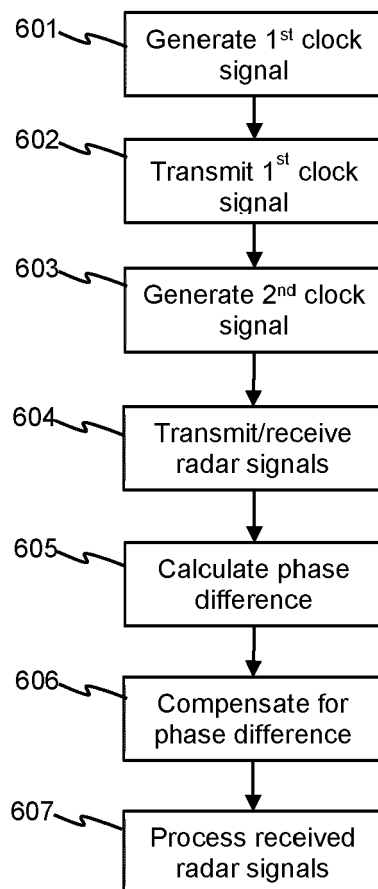 601
Generate 1st clock
signal
602
Transmit 1st clock
signal
603
Generate 2nd clock
signal
604
Transmit/receive
radar signals
605
Calculate phase
difference
606
Compensate for
phase difference
607
Process received
radar signals